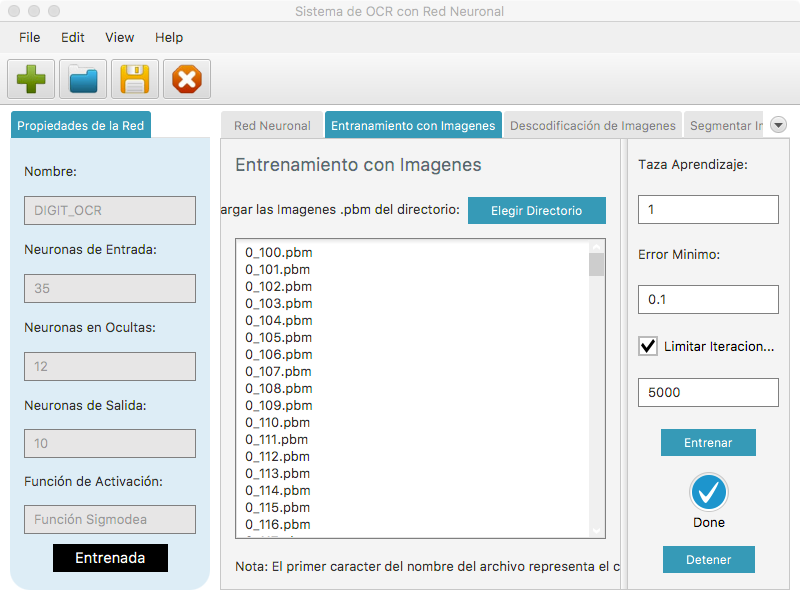 Sistema de OCR con Red Neuronal
File Edit View Help
Propiedades de la Red
Nombre:
DIGIT_OCR
Neuronas de Entrada:
35
Neuronas en Ocultas:
12
Neuronas de Salida:
10
Función de Activación:
Función Sigmodea
Entrenada
Red Neuronal Entranamiento con Imagenes Descodificación de Imagenes Segmentar
Entrenamiento con Imagenes
argar las Imagenes .pbm del directorio: Elegir Directorio
0_100.pbm
0_101.pbm
0_102.pbm
0_103.pbm
0_104.pbm
0_105.pbm
0_106.pbm
0_107.pbm
0_108.pbm
0_109.pbm
0_110.pbm
0_111.pbm
0_112.pbm
0_113.pbm
0_114.pbm
0_115.pbm
0_116.pbm
Nota: El primer caracter del nombre del archivo representa el c
Taza Aprendizaje:
1
Error Minimo:
0.1
Limitar Iteracion...
5000
Entrenar
Done
Detener